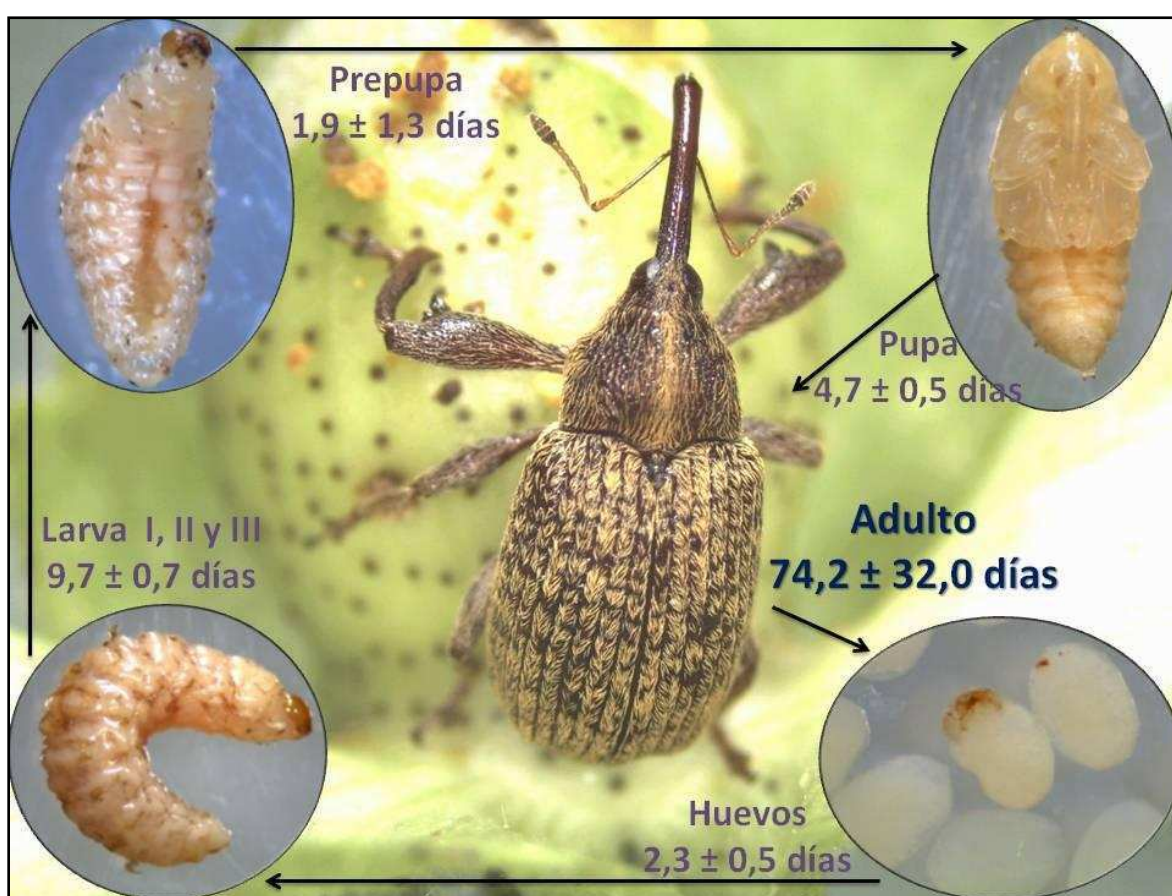 Prepupa
1,9 ± 1,3 días
Pupa
4,7 ± 0,5 días
Adulto
74,2 ± 32,0 días
Larva I, II y III
9,7 ± 0,7 días
Huevos
2,3 ± 0,5 días